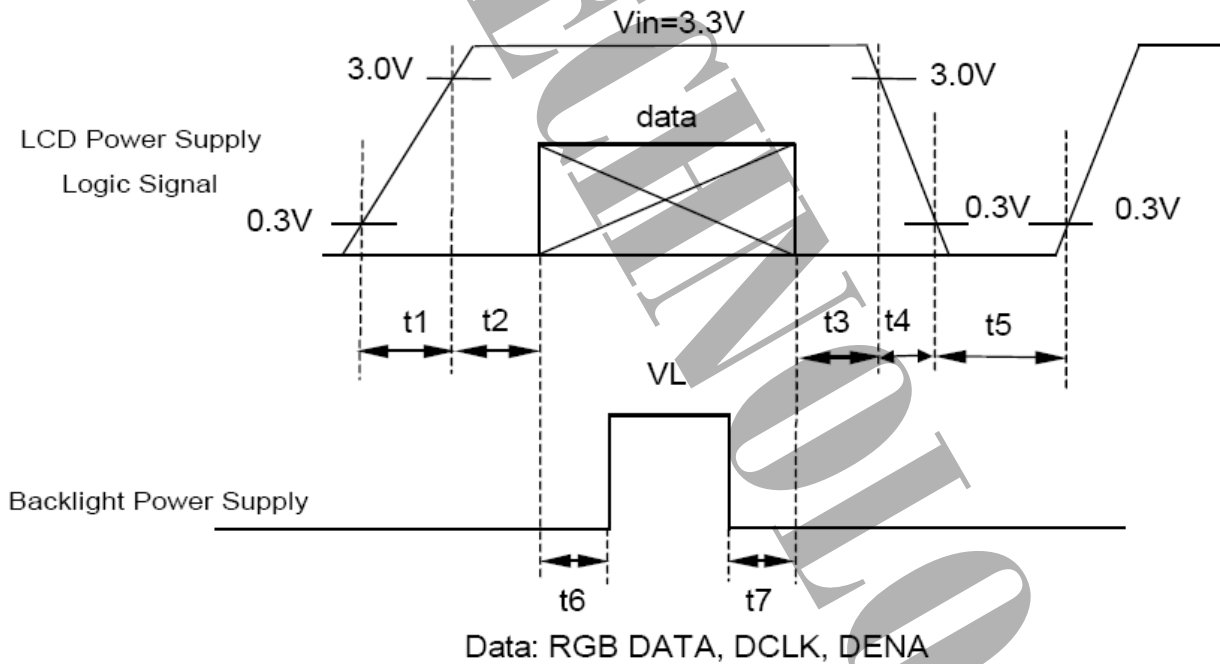 Vin=3.3V
3.0V
3.0V
data
LCD Power Supply
Logic Signal
0.3V
0.3V
0.3V
t1
t2
t3
t4
t5
VL
Backlight Power Supply
t6
t7
Data: RGB DATA, DCLK, DENA